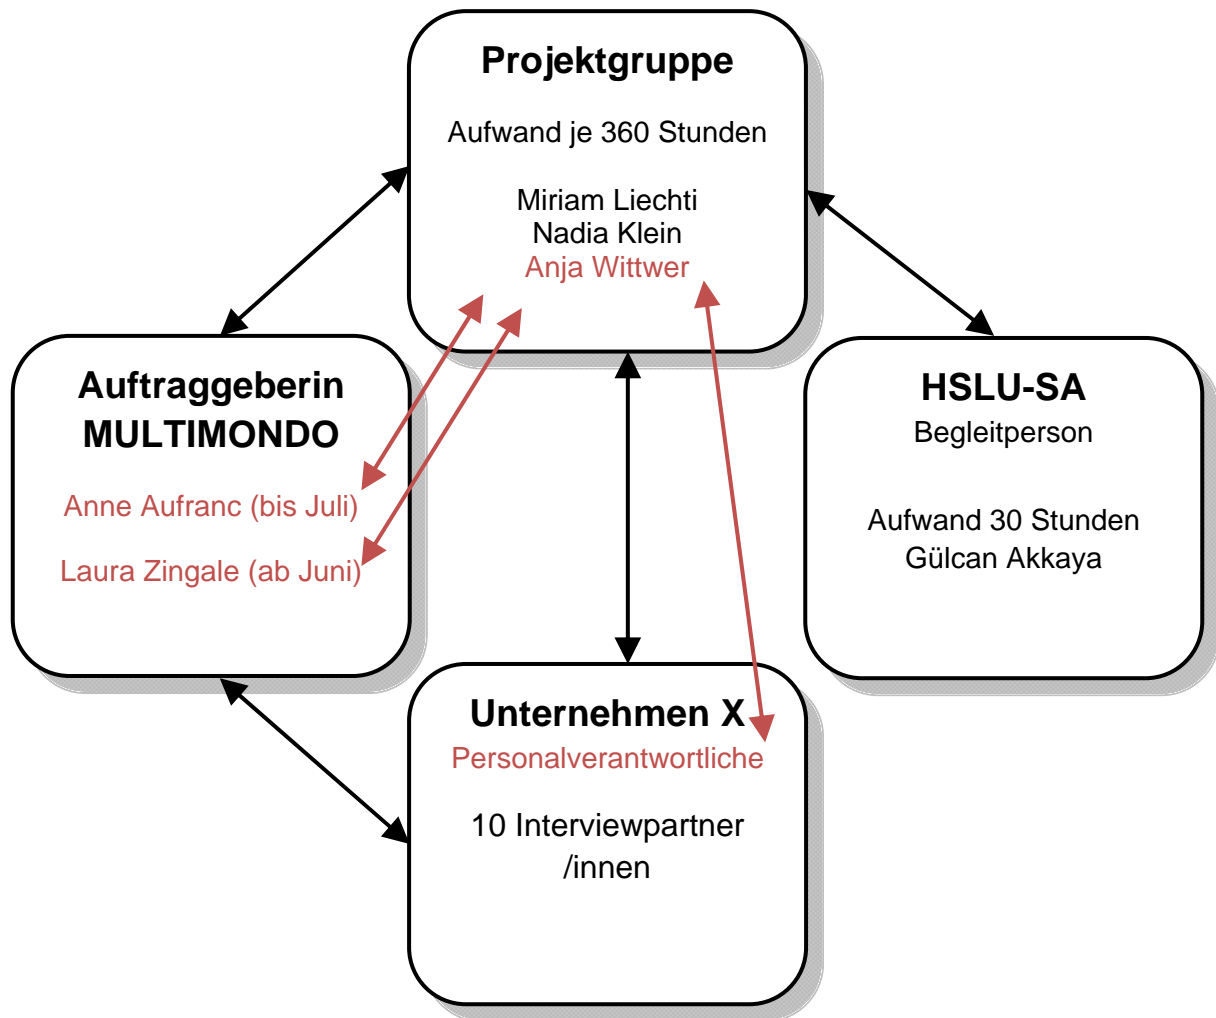 Projektgruppe
Aufwand je 360 Stunden
Miriam Liechti
Nadia Klein
Anja Wittwer
Auftraggeberin
MULTIMONDO
Anne Aufranc (bis Juli)
Laura Zingale (ab Juni)
HSLU-SA
Begleitperson
Aufwand 30 Stunden
Gülcan Akkaya
Unternehmen X
Personalverantwortliche
10 Interviewpartner
/innen